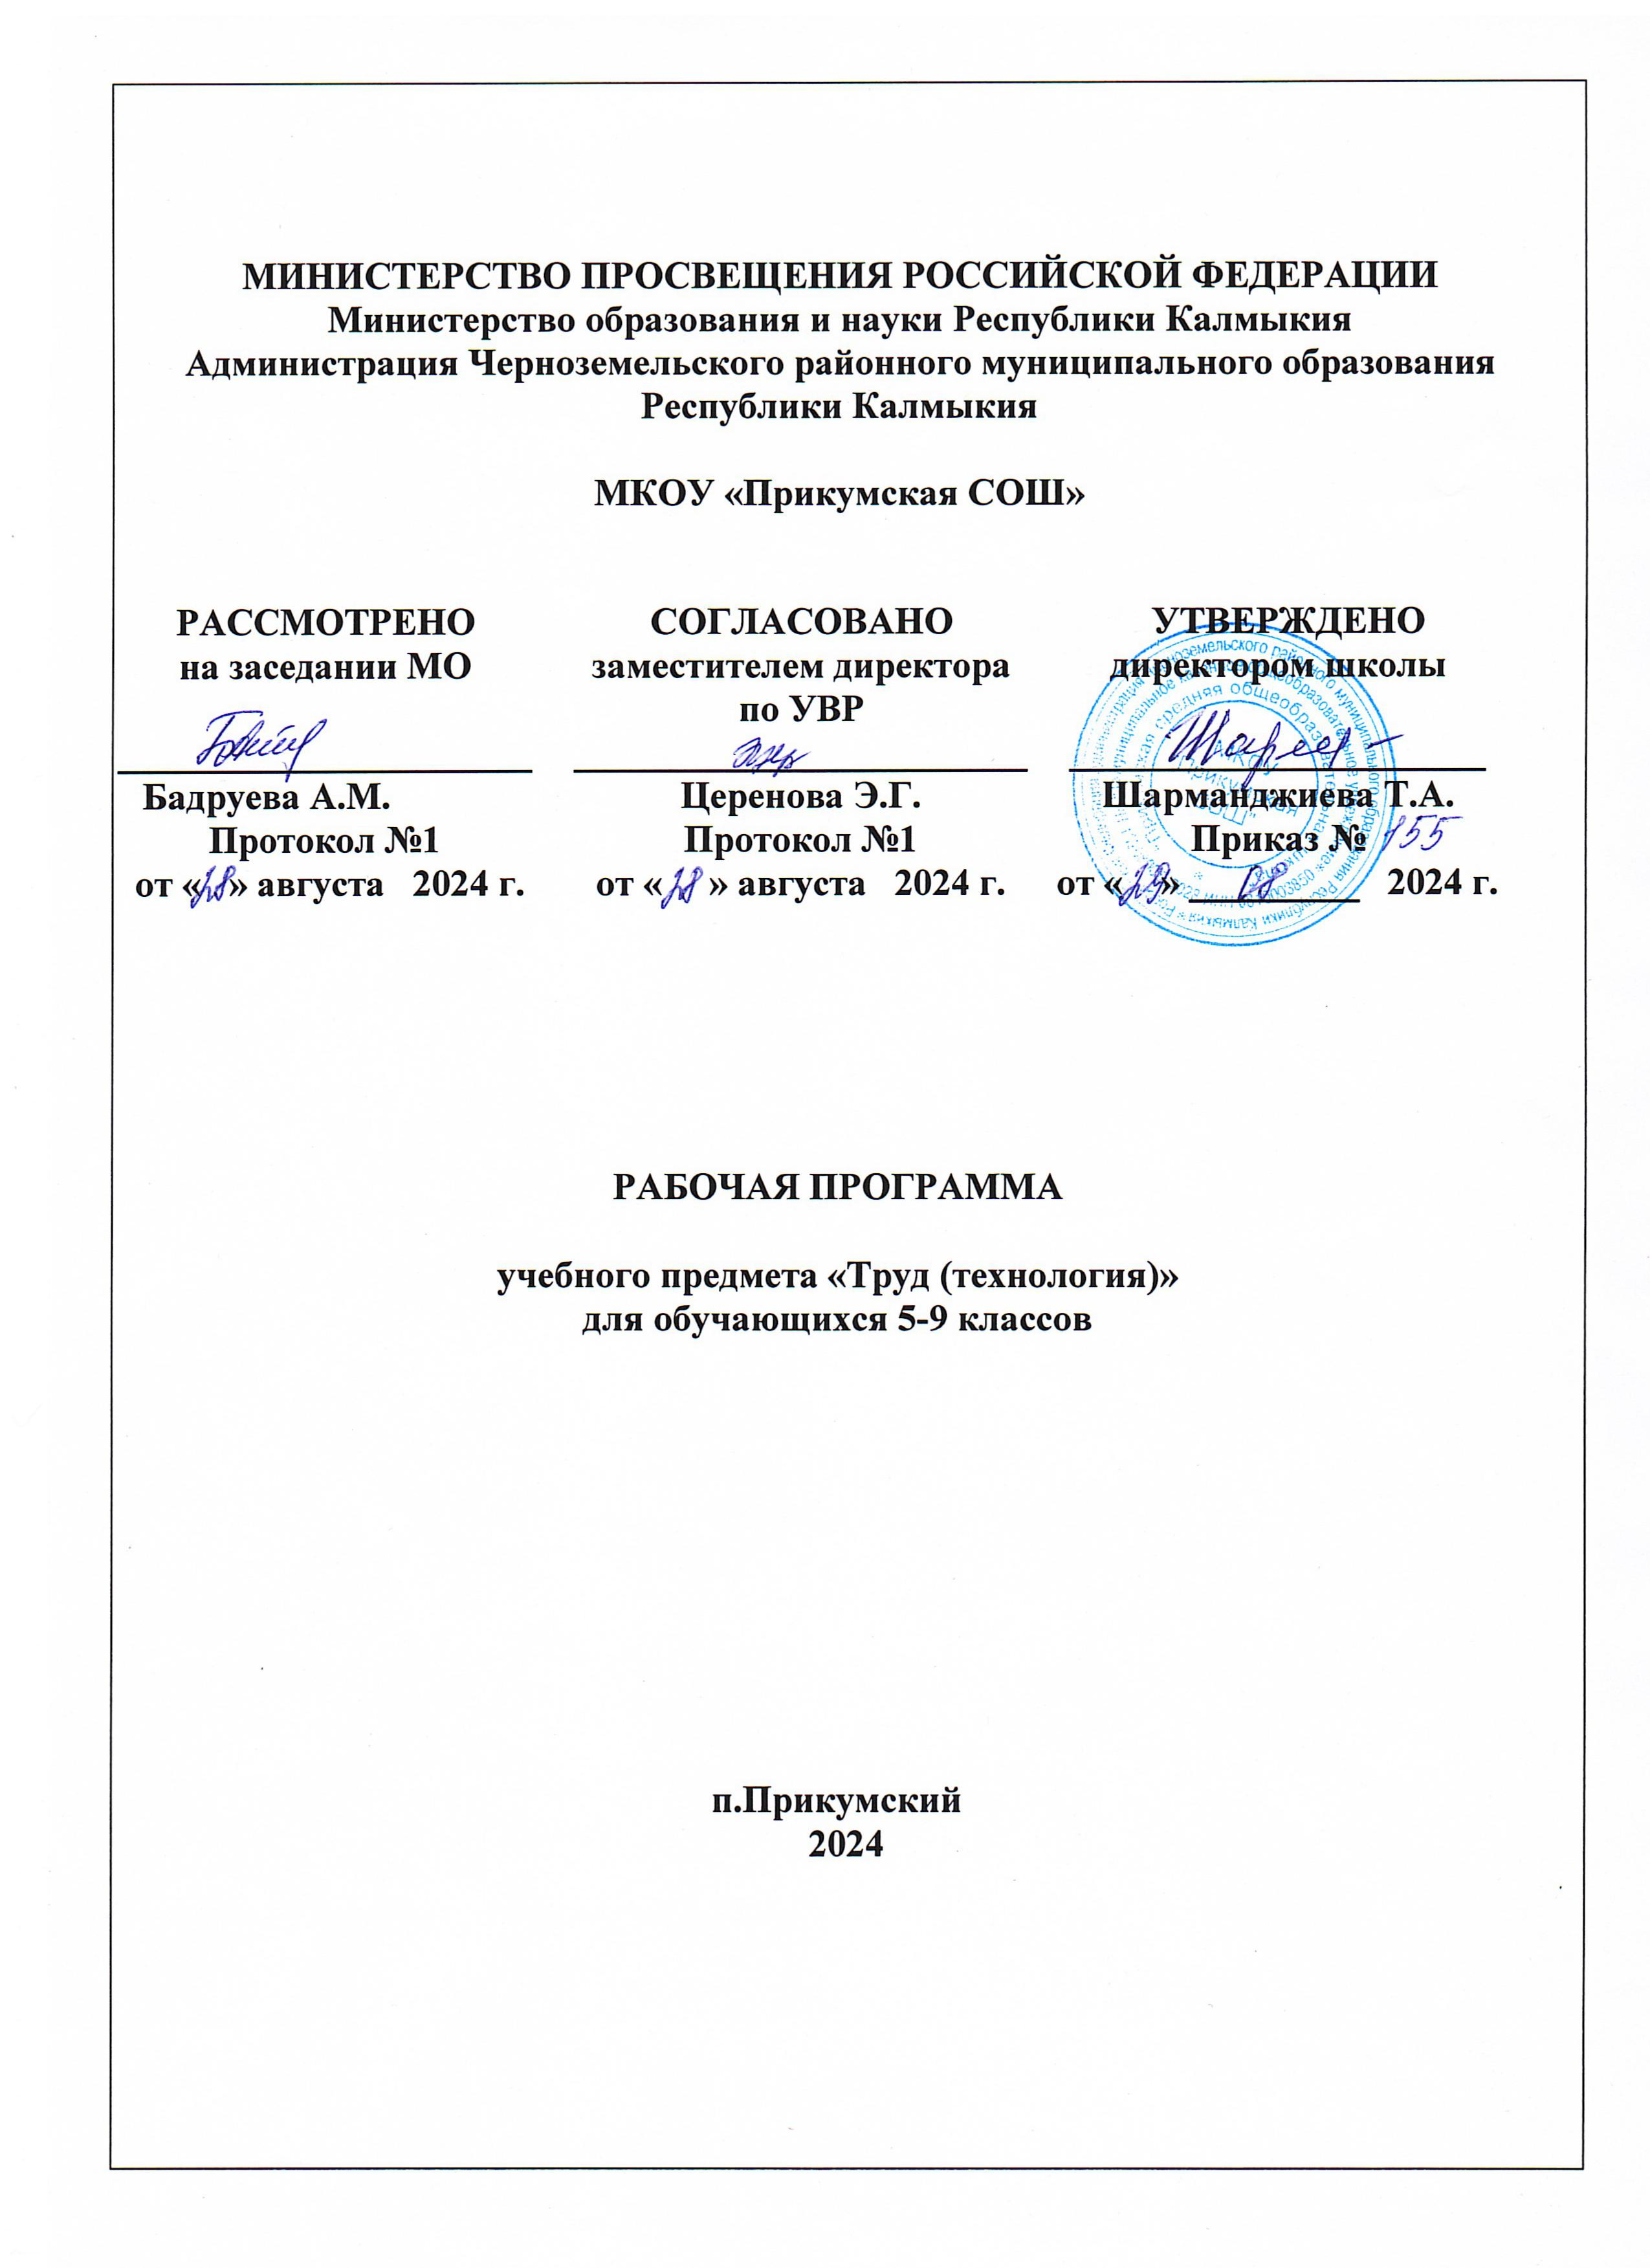 МИНИСТЕРСТВО ПРОСВЕЩЕНИЯ РОССИЙСКОЙ ФЕДЕРАЦИИ
Министерство образования и науки Республики Калмыкия
Администрация Черноземельского районного муниципального образования
Республики Калмыкия
МКОУ «Прикумская СОШ»
РАССМОТРЕНО
на заседании МО
Бадруева А.М.
Протокол №1
от «28» августа 2024 г.
СОГЛАСОВАНО
заместителем директора
по УВР
Церенова Э.Г.
Протокол №1
от «28» августа 2024 г.
УТВЕРЖДЕНО
директором школы
Шарманджиева Т.А.
Приказ № 155
от «29» 08 2024 г.
РАБОЧАЯ ПРОГРАММА
учебного предмета «Труд (технология)»
для обучающихся 5-9 классов
п.Прикумский
2024